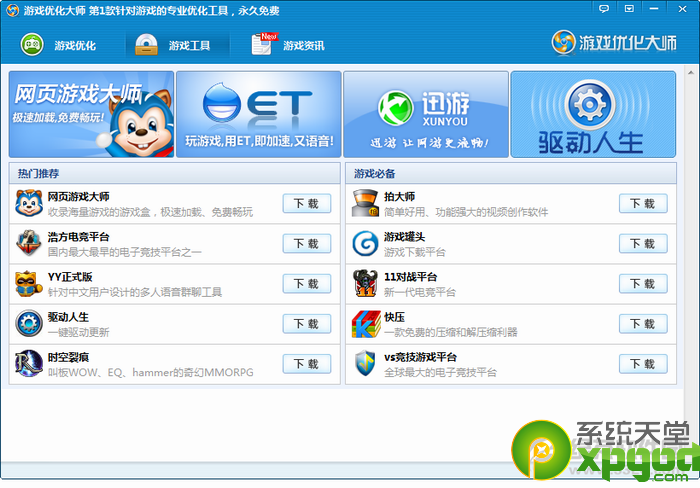 游戏优化大师 第1款针对游戏的专业优化工具，永久免费
游戏优化
游戏工具
New
游戏资讯
游戏优化大师
网页游戏大师
极速加载,免费畅玩!
ET
玩游戏,用ET,即加速,又语音!
迅游
XUNYOU
迅游 让网游更流畅!
驱动人生
热门推荐
网页游戏大师
收录海量游戏的游戏盒，极速加载、免费畅玩
下 载
浩方电竞平台
国内最大最早的电子竞技平台之一
下 载
YY正式版
针对中文用户设计的多人语音群聊工具
下 载
驱动人生
一键驱动更新
下 载
时空裂痕
叫板WOW、EQ、hammer的奇幻MMORPG
下 载
游戏必备
拍大师
简单好用、功能强大的视频创作软件
下 载
游戏罐头
游戏下载平台
下 载
11对战平台
新一代电竞平台
下 载
快压
一款免费的压缩和解压缩利器
下 载
vs竞技游戏平台
全球最大的电子竞技平台
下 载
系统天堂
xpgod